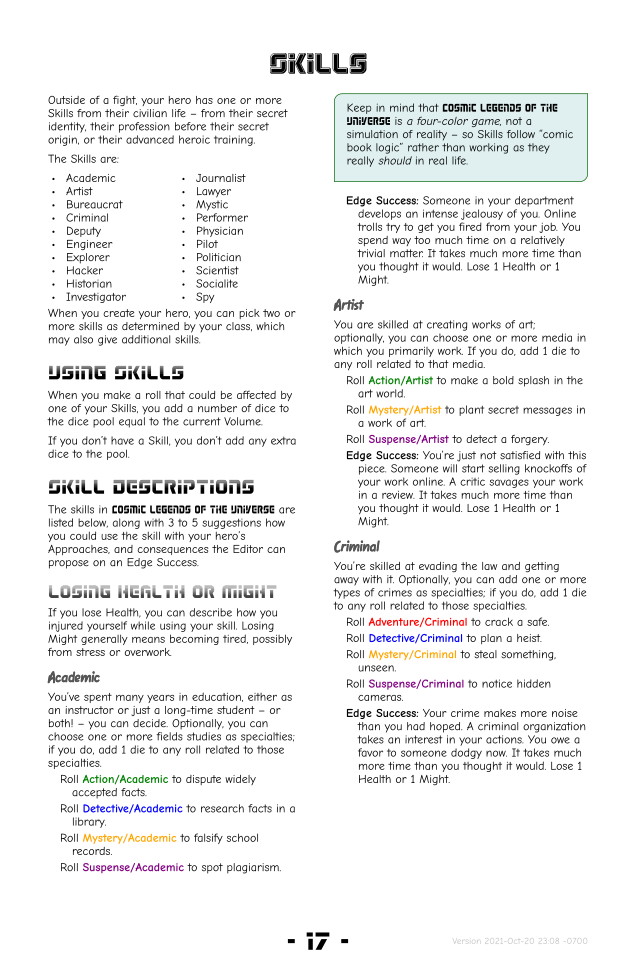 SKILLS
Outside of a fight, your hero has one or more
Skills from their civilian life – from their secret
identity, their profession before their secret
origin, or their advanced heroic training.
The Skills are:
• Academic
• Artist
• Bureaucrat
• Criminal
• Deputy
• Engineer
• Explorer
• Hacker
• Historian
• Investigator
• Journalist
• Lawyer
• Mystic
• Performer
• Physician
• Pilot
• Politician
• Scientist
• Socialite
• Spy
When you create your hero, you can pick two or
more skills as determined by your class, which
may also give additional skills.
USING SKILLS
When you make a roll that could be affected by
one of your Skills, you add a number of dice to
the dice pool equal to the current Volume.
If you don't have a Skill, you don't add any extra
dice to the pool.
SKILL DESCRIPTIONS
The skills in COSMIC LEGENDS OF THE UNIVERSE are
listed below, along with 3 to 5 suggestions how
you could use the skill with your hero's
Approaches, and consequences the Editor can
propose on an Edge Success.
LOSING HEALTH OR MIGHT
If you lose Health, you can describe how you
injured yourself while using your skill. Losing
Might generally means becoming tired, possibly
from stress or overwork.
Academic
You've spent many years in education, either as
an instructor or just a long-time student – or
both! – you can decide. Optionally, you can
choose one or more fields studies as specialties;
if you do, add 1 die to any roll related to those
specialties.
Roll Action/Academic to dispute widely
accepted facts.
Roll Detective/Academic to research facts in a
library.
Roll Mystery/Academic to falsify school
records.
Roll Suspense/Academic to spot plagiarism.
Keep in mind that COSMIC LEGENDS OF THE
UNIVERSE is a four-color game, not a
simulation of reality – so Skills follow "comic
book logic" rather than working as they
really should in real life.
Edge Success: Someone in your department
develops an intense jealousy of you. Online
trolls try to get you fired from your job. You
spend way too much time on a relatively
trivial matter. It takes much more time than
you thought it would. Lose 1 Health or 1
Might.
Artist
You are skilled at creating works of art;
optionally, you can choose one or more media in
which you primarily work. If you do, add 1 die to
any roll related to that media.
Roll Action/Artist to make a bold splash in the
art world.
Roll Mystery/Artist to plant secret messages in
a work of art.
Roll Suspense/Artist to detect a forgery.
Edge Success: You're just not satisfied with this
piece. Someone will start selling knockoffs of
your work online. A critic savages your work
in a review. It takes much more time than
you thought it would. Lose 1 Health or 1
Might.
Criminal
You're skilled at evading the law and getting
away with it. Optionally, you can add one or more
types of crimes as specialties; if you do, add 1 die
to any roll related to those specialties.
Roll Adventure/Criminal to crack a safe.
Roll Detective/Criminal to plan a heist.
Roll Mystery/Criminal to steal something,
unseen.
Roll Suspense/Criminal to notice hidden
cameras.
Edge Success: Your crime makes more noise
than you had hoped. A criminal organization
takes an interest in your actions. You owe a
favor to someone dodgy now. It takes much
more time than you thought it would. Lose 1
Health or 1 Might.
- 17 -
Version 2021-Oct-20 23:08 -0700